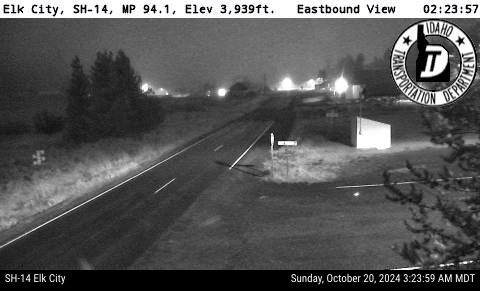 Elk City, SH-14, MP 94.1, Elev 3,939ft. Eastbound View 02:23:57
IDAHO
TRANSPORTATION DEPARTMENT
SH-14 Elk City Sunday, October 20, 2024 3:23:59 AM MDT